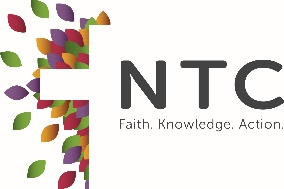 NTC
Faith. Knowledge. Action.